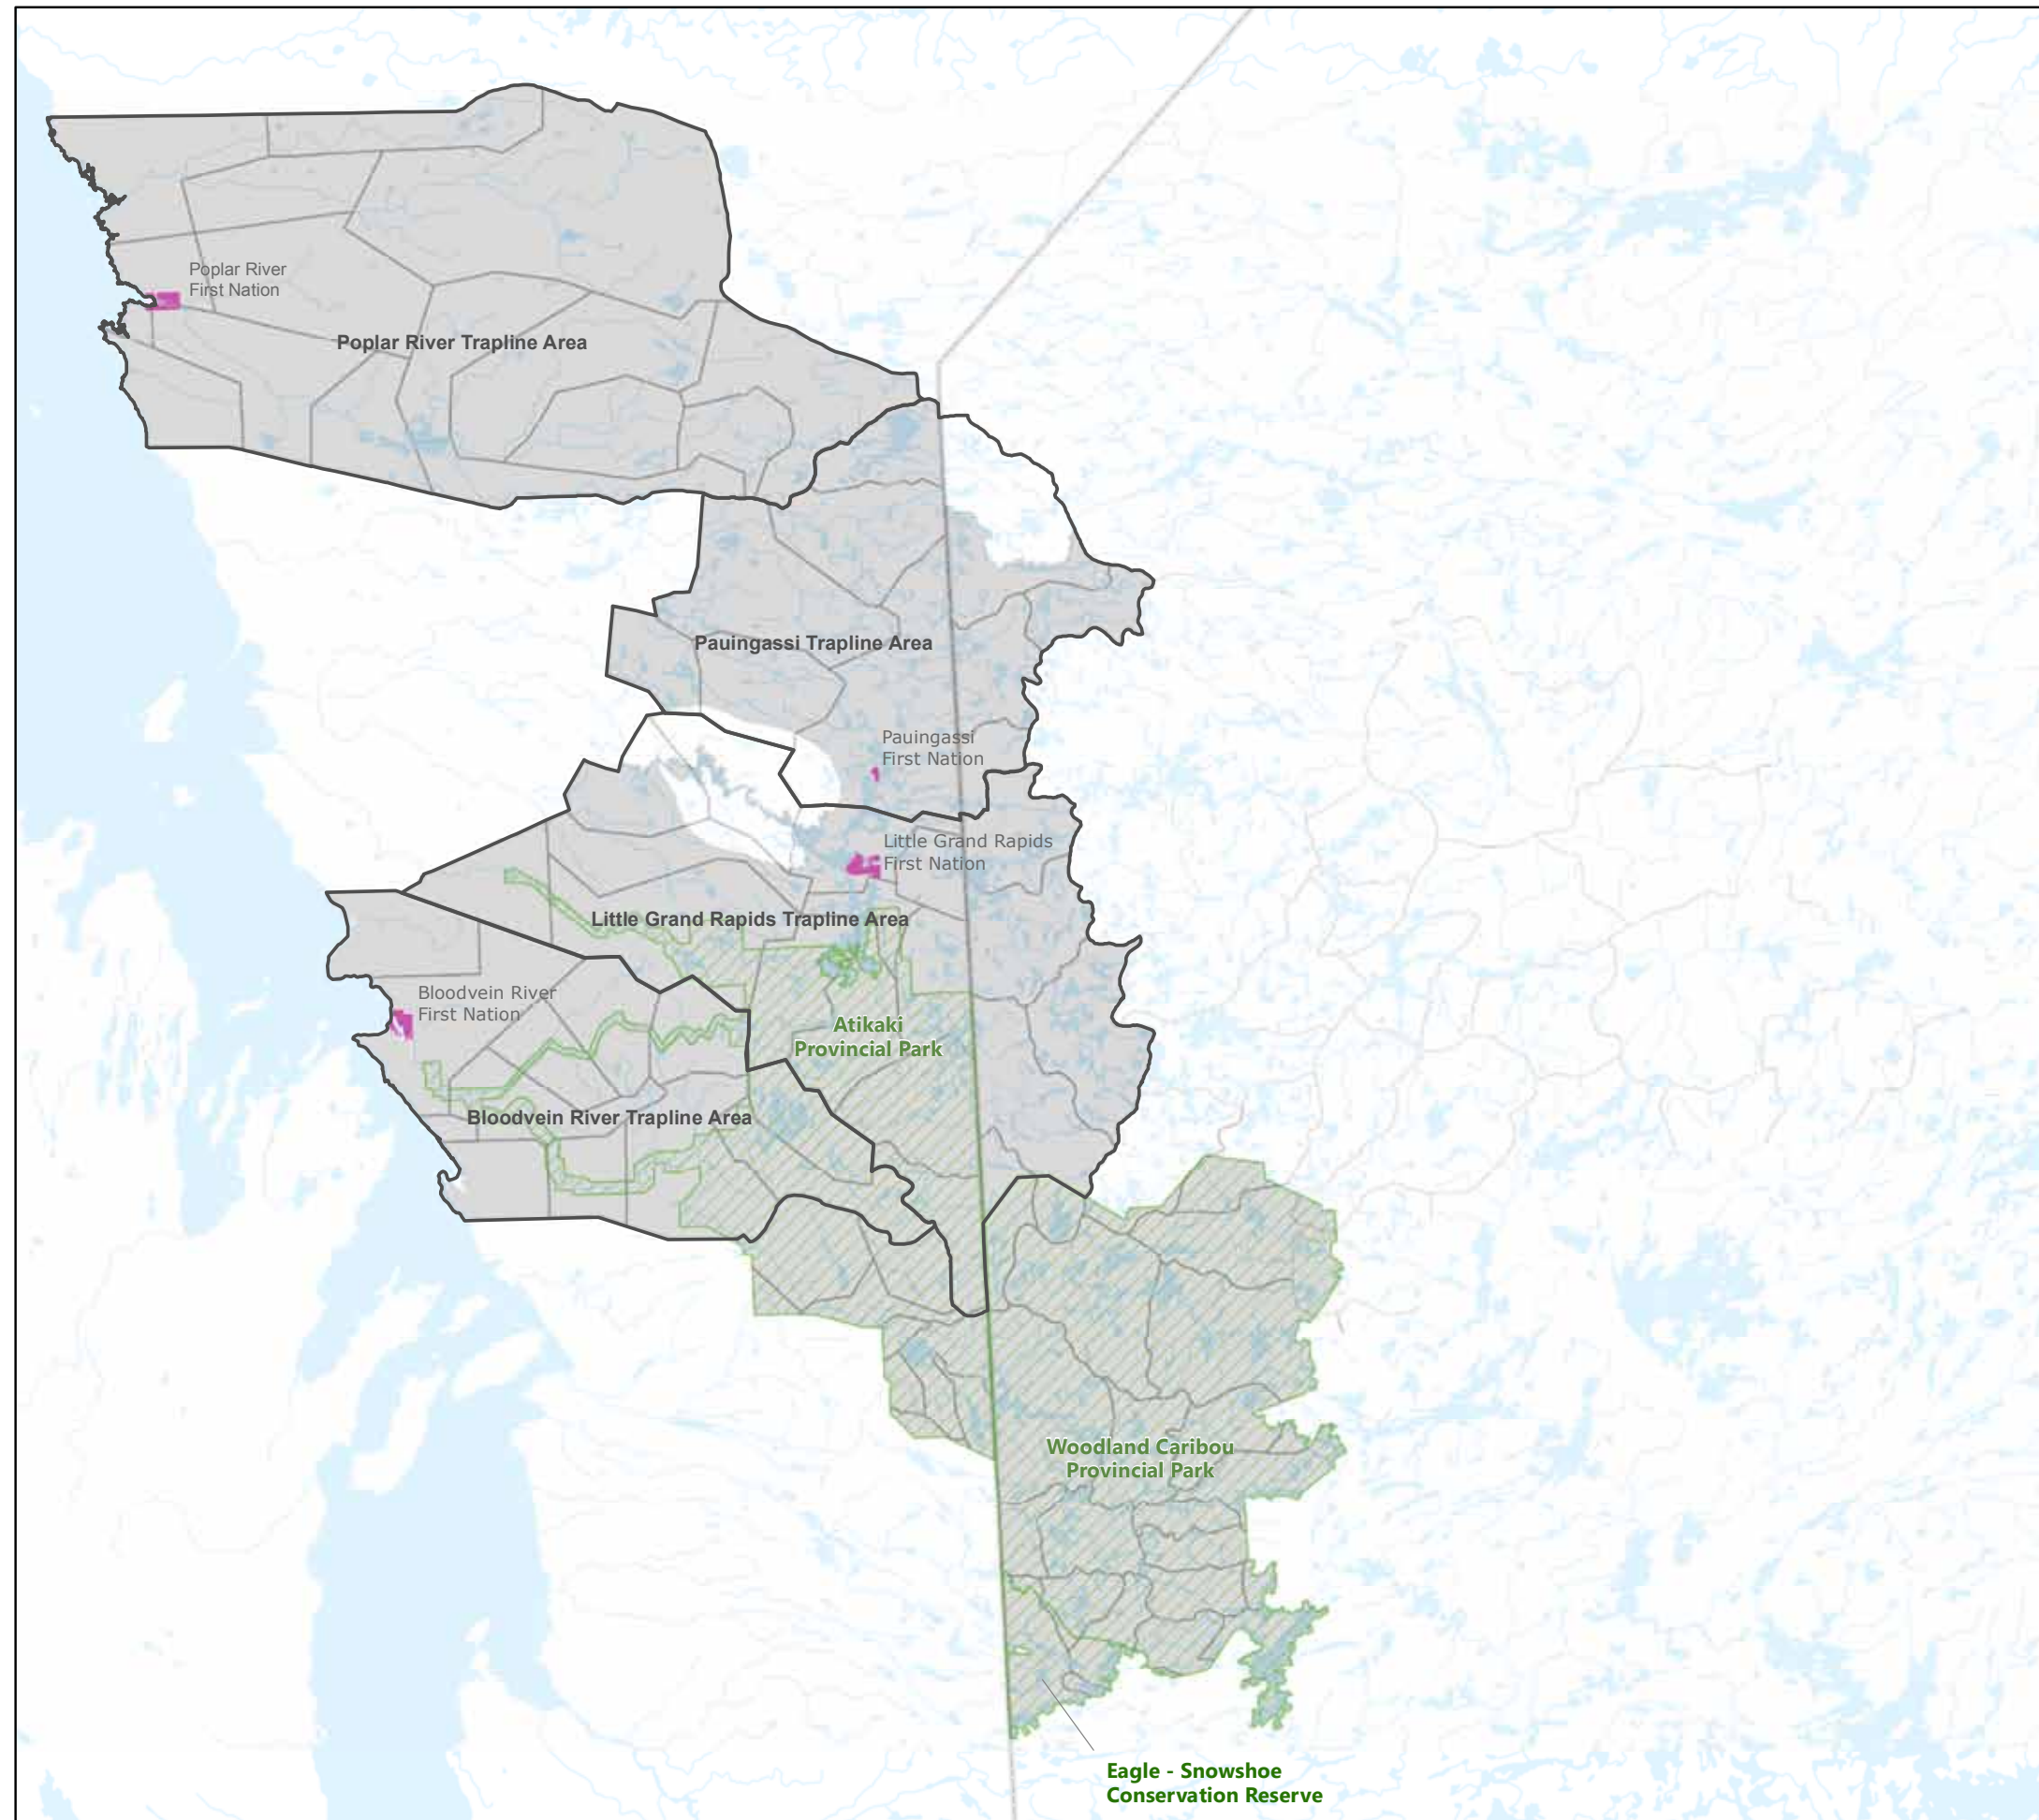 Poplar River
First Nation
Poplar River Trapline Area
Pauingassi Trapline Area
Pauingassi
First Nation
Little Grand Rapids
First Nation
Little Grand Rapids Trapline Area
Bloodvein River
First Nation
Atikaki
Provincial Park
Bloodvein River Trapline Area
Woodland Caribou
Provincial Park
Eagle - Snowshoe
Conservation Reserve